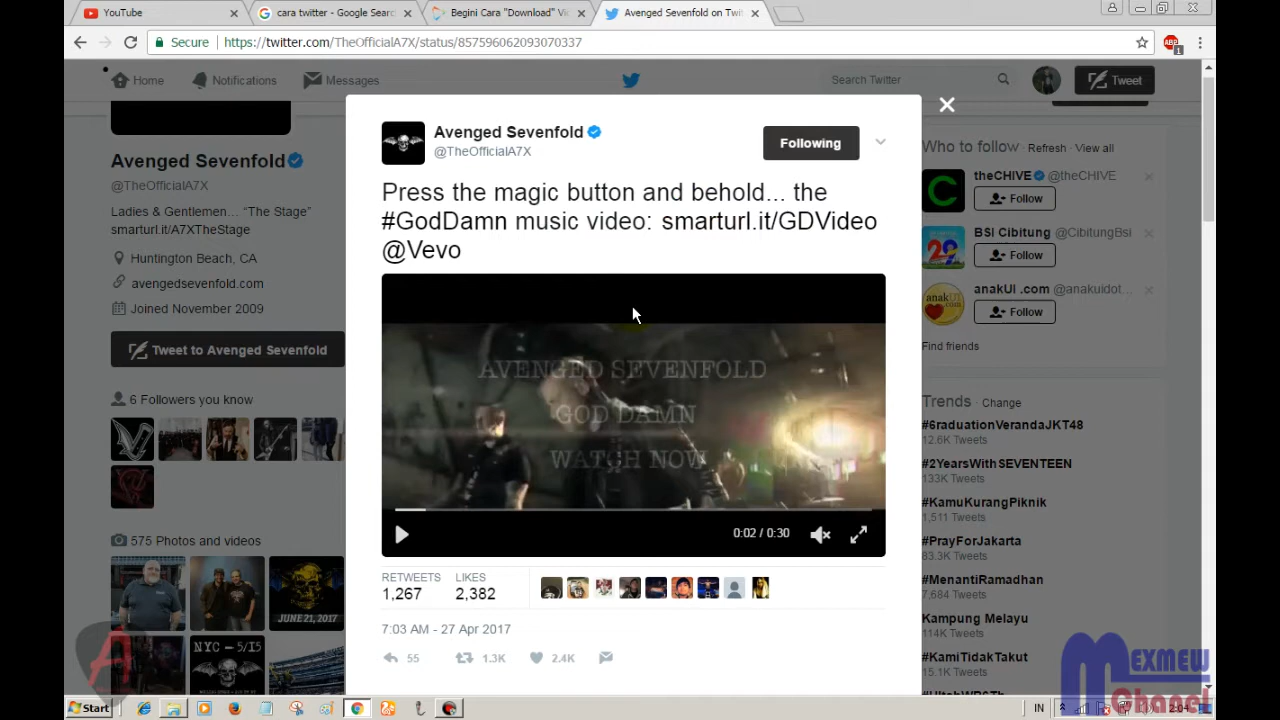 YouTube
cara twitter - Google Searc
Begini Cara "Download" Vi
Avenged Sevenfold on Twit
Secure
https://twitter.com/TheOfficialA7X/status/857596062093070337
ABP
1
Home
Notifications
Messages
Search Twitter
Tweet
Avenged Sevenfold
@TheOfficialA7X
Ladies & Gentlemen... "The Stage"
smarturl.it/A7XTheStage
Huntington Beach, CA
avengedsevenfold.com
Joined November 2009
Tweet to Avenged Sevenfold
6 Followers you know
575 Photos and videos
JUNE 21, 2017
NYC - 5/15
Avenged Sevenfold
@TheOfficialA7X
Following
Press the magic button and behold... the
#GodDamn music video: smarturl.it/GDVideo
@Vevo
AVENGED SEVENFOLD
GOD DAMN
WATCH NOW
0:02 / 0:30
RETWEETS
1,267
LIKES
2,382
7:03 AM - 27 Apr 2017
55
1.3K
2.4K
Who to follow
Refresh
View all
theCHIVE @theCHIVE
Follow
BSI Cibitung @CibitungBsi
Follow
anakUI .com @anakuidot...
Follow
Find friends
Trends
Change
#6raduationVerandaJKT48
12.6K Tweets
#2YearsWithSEVENTEEN
133K Tweets
#KamuKurangPiknik
1,511 Tweets
#PrayForJakarta
83.3K Tweets
#MenantiRamadhan
7,684 Tweets
Kampung Melayu
114K Tweets
#KamiTidakTakut
15.1K Tweets
Mexmew
Chanel
Start
IN
2:04